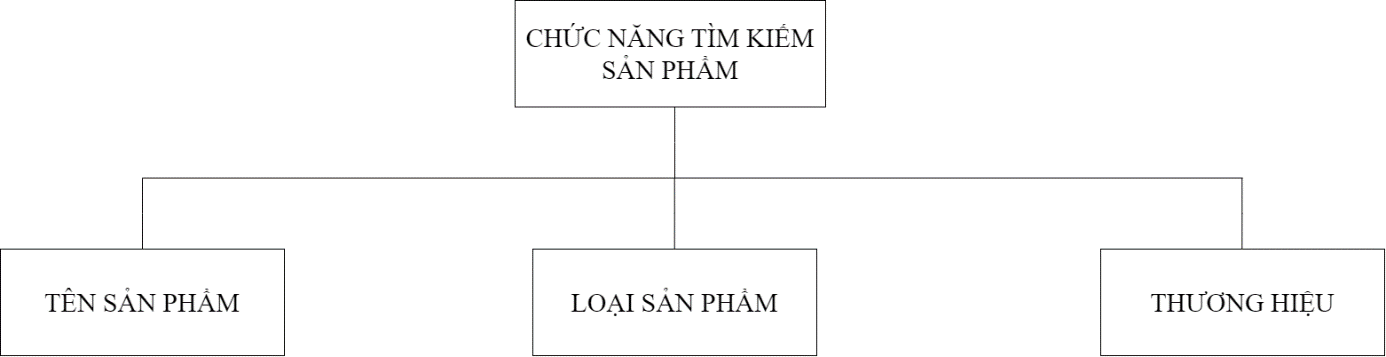 CHỨC NĂNG TÌM KIẾM
SẢN PHẨM
TÊN SẢN PHẨM
LOẠI SẢN PHẨM
THƯƠNG HIỆU